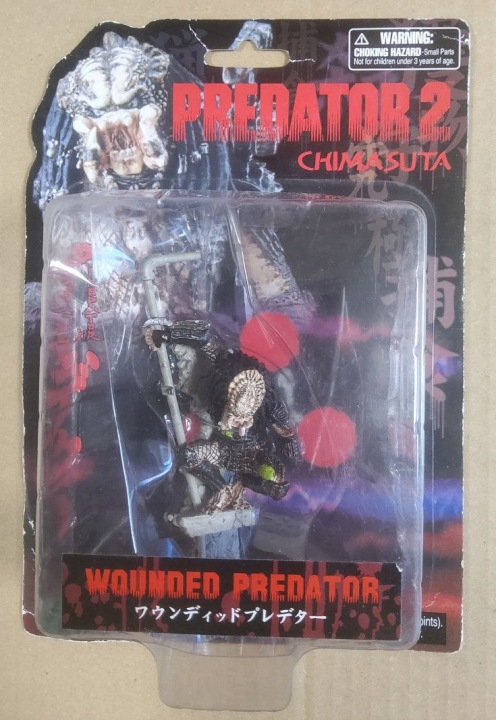 WARNING:
CHOKING HAZARD-Small Parts
Not for children under 3 years of age.
PREDATOR 2
CHIMASUTA
WOUNDED PREDATOR
ワウンディッドプレデター